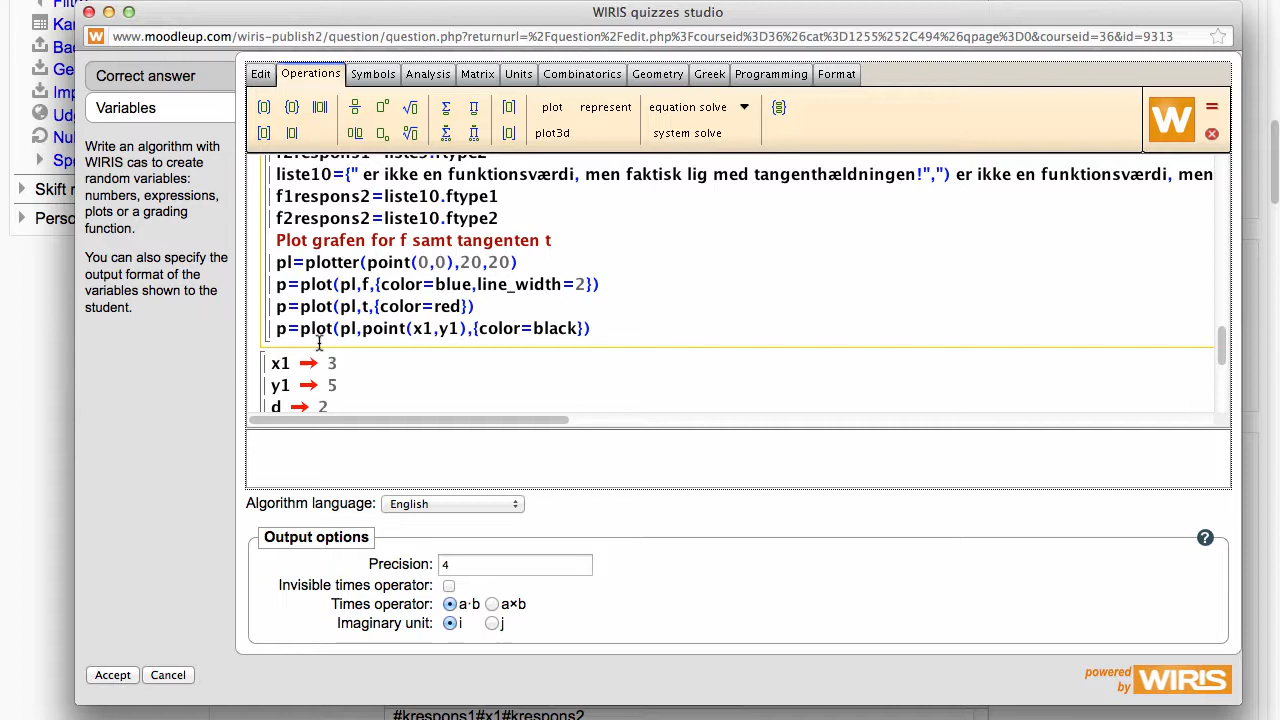 WIRIS quizzes studio
www.moodleup.com/wiris-publish2/question/question.php?returnurl=%2Fquestion%2Fedit.php%3Fcourseid%3D36%26cat%3D1255%252C494%26qpage%3D0&courseid=36&id=9313
Correct answer
Variables
Write an algorithm with
WIRIS cas to create
random variables:
numbers, expressions,
plots or a grading
function.
You can also specify the
output format of the
variables shown to the
student.
Edit Operations Symbols Analysis Matrix Units Combinatorics Geometry Greek Programming Format
plot represent equation solve
plot3d system solve
W
liste10={" er ikke en funktionsværdi, men faktisk lig med tangenthældningen!",") er ikke en funktionsværdi, men
f1respons2=liste10.ftype1
f2respons2=liste10.ftype2
Plot grafen for f samt tangenten t
pl=plotter(point(0,0),20,20)
p=plot(pl,f,{color=blue,line_width=2})
p=plot(pl,t,{color=red})
p=plot(pl,point(x1,y1),{color=black})
x1 → 3
y1 → 5
d → 2
Algorithm language: English
Output options
?
Precision: 4
Invisible times operator:
Times operator: a·b a×b
Imaginary unit: i j
Accept Cancel
powered
by WIRIS
Skift r
Perso
#krespons1#x1#krespons2